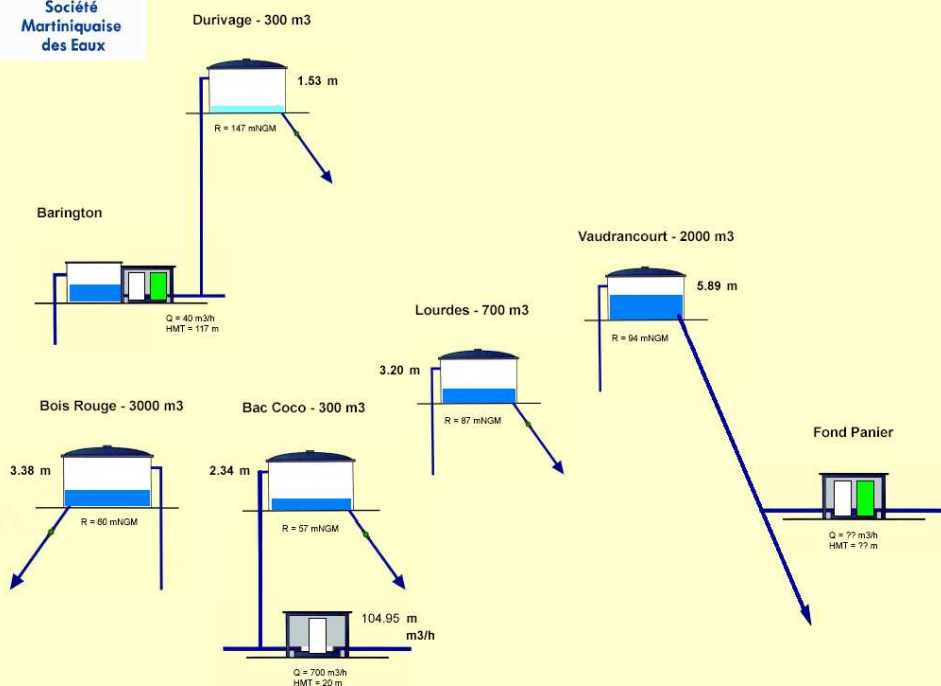 Société
Martiniquaise
des Eaux
Durivage - 300 m3
1.53 m
R = 147 mNGM
Barington
Q = 40 m3/h
HMT = 117 m
Vaudrancourt - 2000 m3
5.89 m
R = 94 mNGM
Lourdes - 700 m3
3.20 m
R = 87 mNGM
Bois Rouge - 3000 m3
3.38 m
R = 60 mNGM
Bac Coco - 300 m3
2.34 m
R = 57 mNGM
Fond Panier
Q = ?? m3/h
HMT = ?? m
104.95 m
m3/h
Q = 700 m3/h
HMT = 20 m